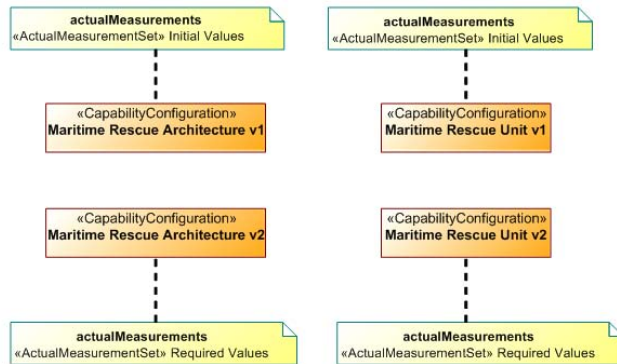 actualMeasurements
«ActualMeasurementSet» Initial Values
actualMeasurements
«ActualMeasurementSet» Initial Values
«CapabilityConfiguration»
Maritime Rescue Architecture v1
«CapabilityConfiguration»
Maritime Rescue Unit v1
«CapabilityConfiguration»
Maritime Rescue Architecture v2
«CapabilityConfiguration»
Maritime Rescue Unit v2
actualMeasurements
«ActualMeasurementSet» Required Values
actualMeasurements
«ActualMeasurementSet» Required Values